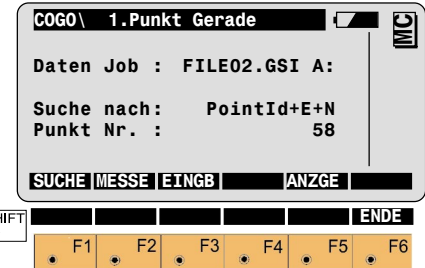 COGO\ 1.Punkt Gerade
MC
Daten Job : FILE02.GSI A:
Suche nach: PointId+E+N
Punkt Nr. : 58
SUCHE MESSE EINGB ANZGE
HIFT ENDE
F1 F2 F3 F4 F5 F6